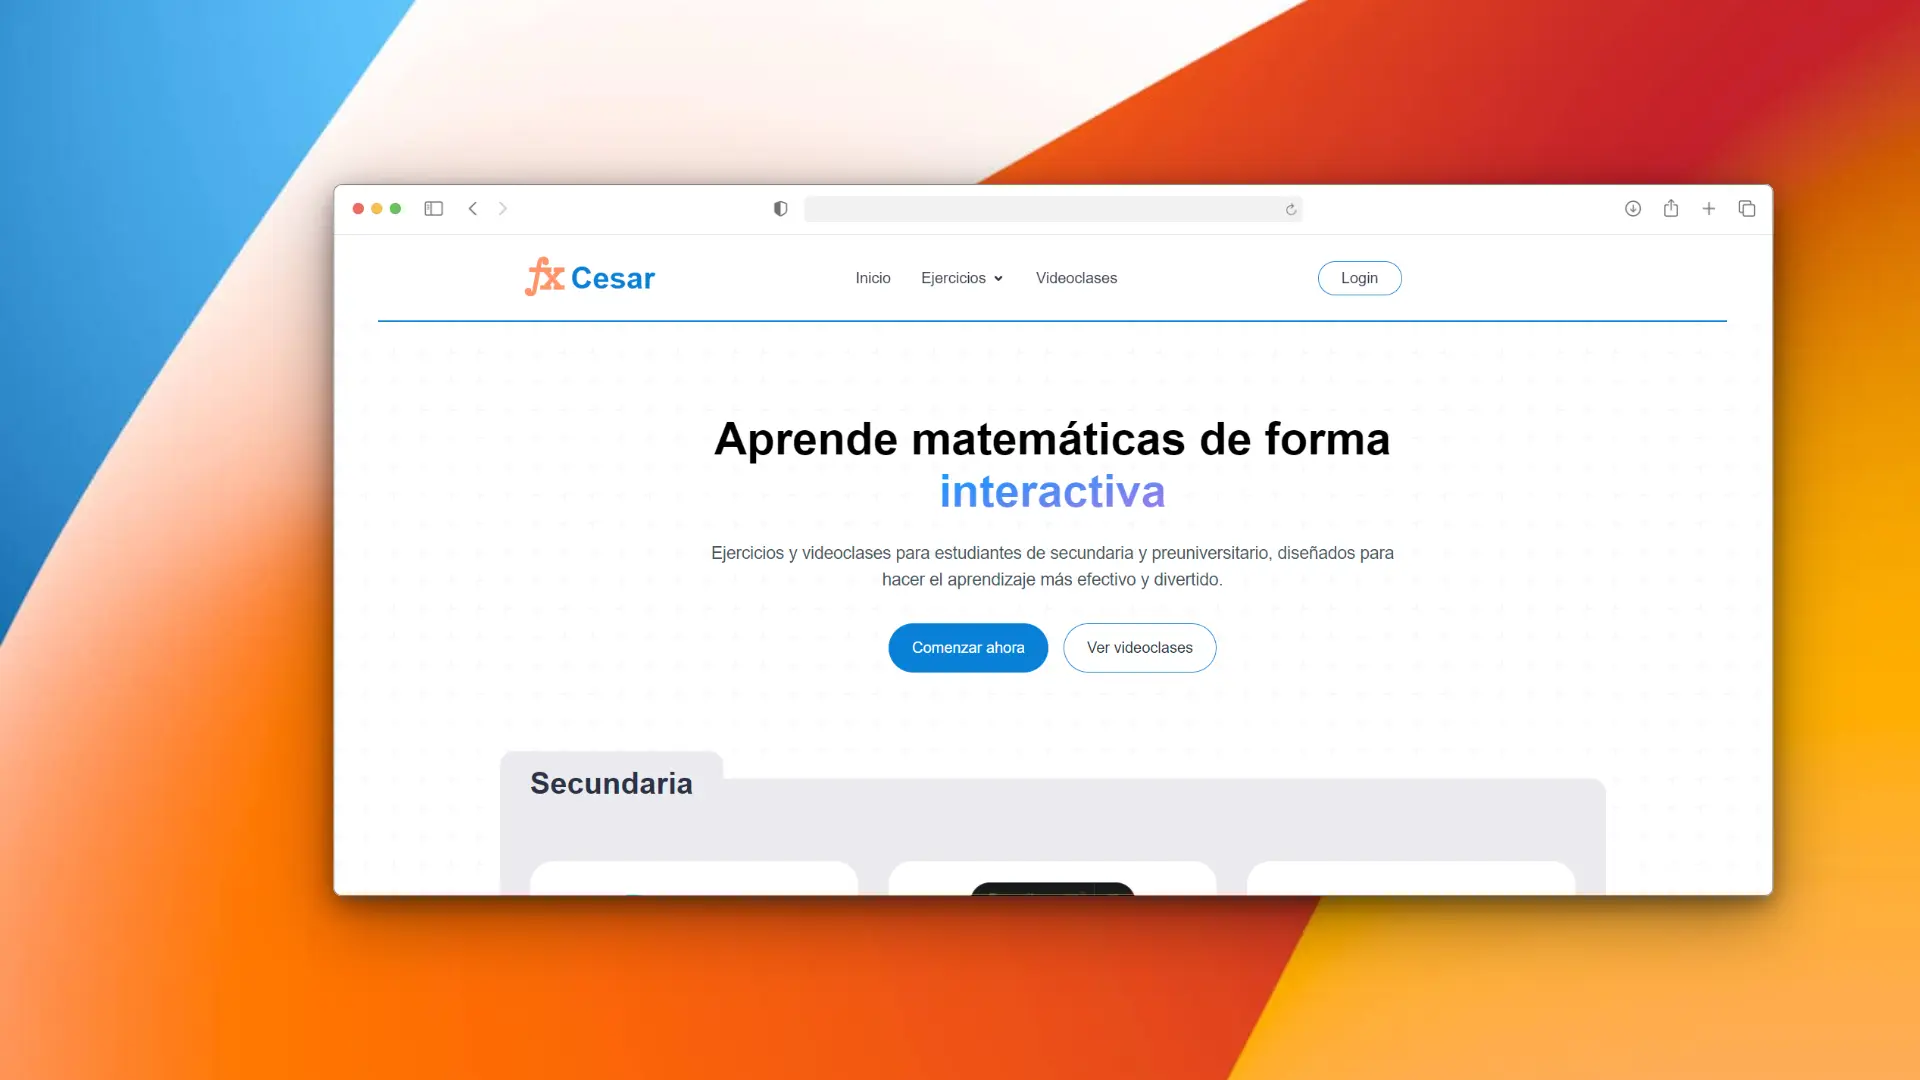 fx Cesar
Inicio
Ejercicios
Videoclases
Login
Aprende matemáticas de forma
interactiva
Ejercicios y videoclases para estudiantes de secundaria y preuniversitario, diseñados para
hacer el aprendizaje más efectivo y divertido.
Comenzar ahora
Ver videoclases
Secundaria